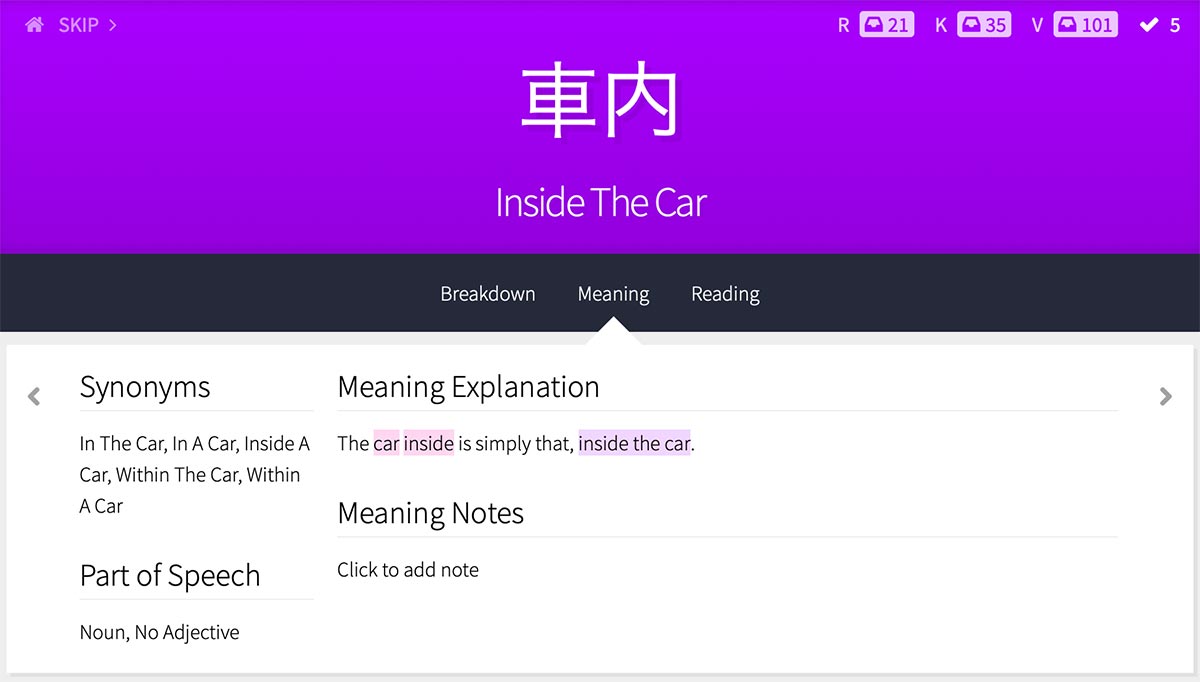 SKIP
R 21 K 35 V 101 5
車内
Inside The Car
Breakdown Meaning Reading
Synonyms
In The Car, In A Car, Inside A
Car, Within The Car, Within
A Car
Part of Speech
Noun, No Adjective
Meaning Explanation
The car inside is simply that, inside the car.
Meaning Notes
Click to add note